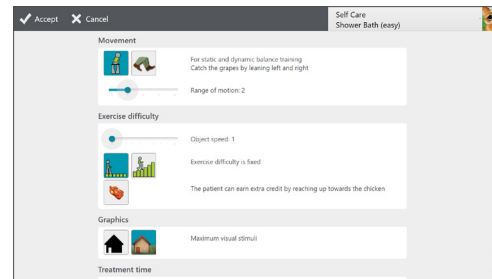 Accept Cancel
Self Care
Shower Bath (easy)
Movement
For static and dynamic balance training
Catch the grapes by leaning left and right
Range of motion: 2
Exercise difficulty
Object speed: 1
Exercise difficulty is fixed
The patient can earn extra credit by reaching up towards the chicken
Graphics
Maximum visual stimuli
Treatment time